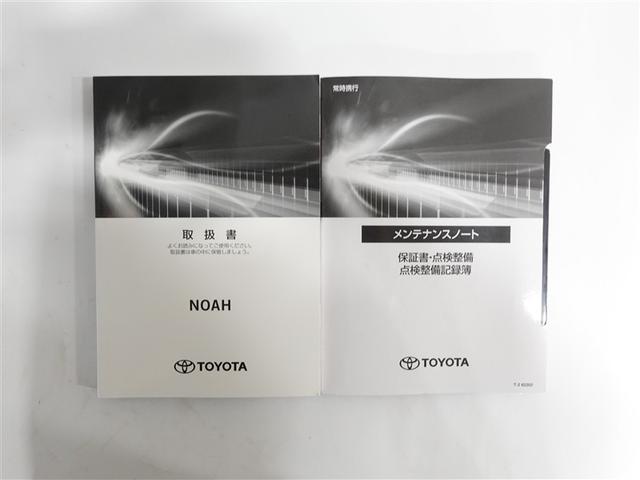 取扱書
よくお読みになってご使用ください。
取扱書は車の中に保管しましょう。
NOAH
TOYOTA
常時携行
メンテナンスノート
保証書・点検整備
点検整備記録簿
TOYOTA